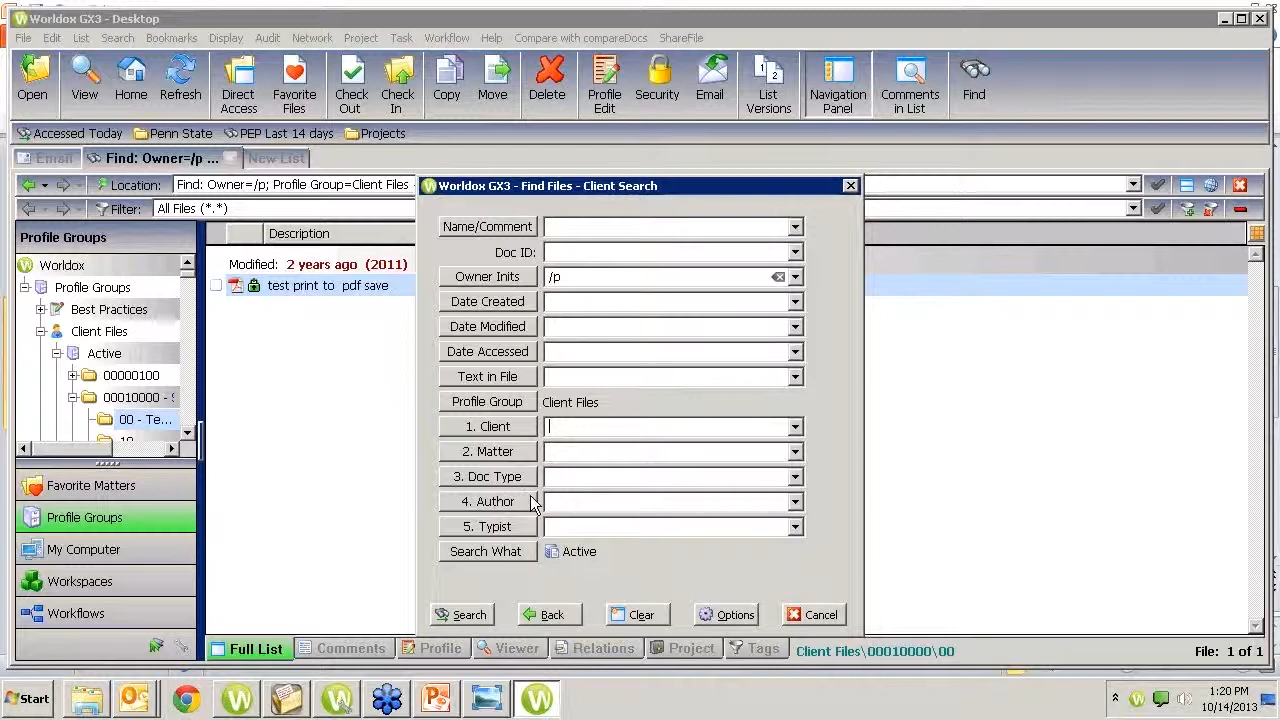 Worldox GX3 - Desktop
File Edit List Search Bookmarks Display Audit Network Project Task Workflow Help Compare with compareDocs ShareFile
Open View Home Refresh Direct Access Favorite Files Check Out Check In Copy Move Delete Profile Edit Security Email List Versions Navigation Panel Comments in List Find
Accessed Today Penn State PEP Last 14 days Projects
Email Find: Owner=/p ... New List
Location: Find: Owner=/p; Profile Group=Client Files
Filter: All Files (*.*)
Profile Groups
Worldox
Profile Groups
Best Practices
Client Files
Active
00000100
00010000 -
00 - Te...
Favorite Matters
Profile Groups
My Computer
Workspaces
Workflows
Description
Modified: 2 years ago (2011)
test print to pdf save
Worldox GX3 - Find Files - Client Search
Name/Comment
Doc ID:
Owner Inits /p
Date Created
Date Modified
Date Accessed
Text in File
Profile Group Client Files
1. Client
2. Matter
3. Doc Type
4. Author
5. Typist
Search What Active
Search Back Clear Options Cancel
Full List Comments Profile Viewer Relations Project Tags Client Files\00010000\00 File: 1 of 1
Start
1:20 PM
10/14/2013